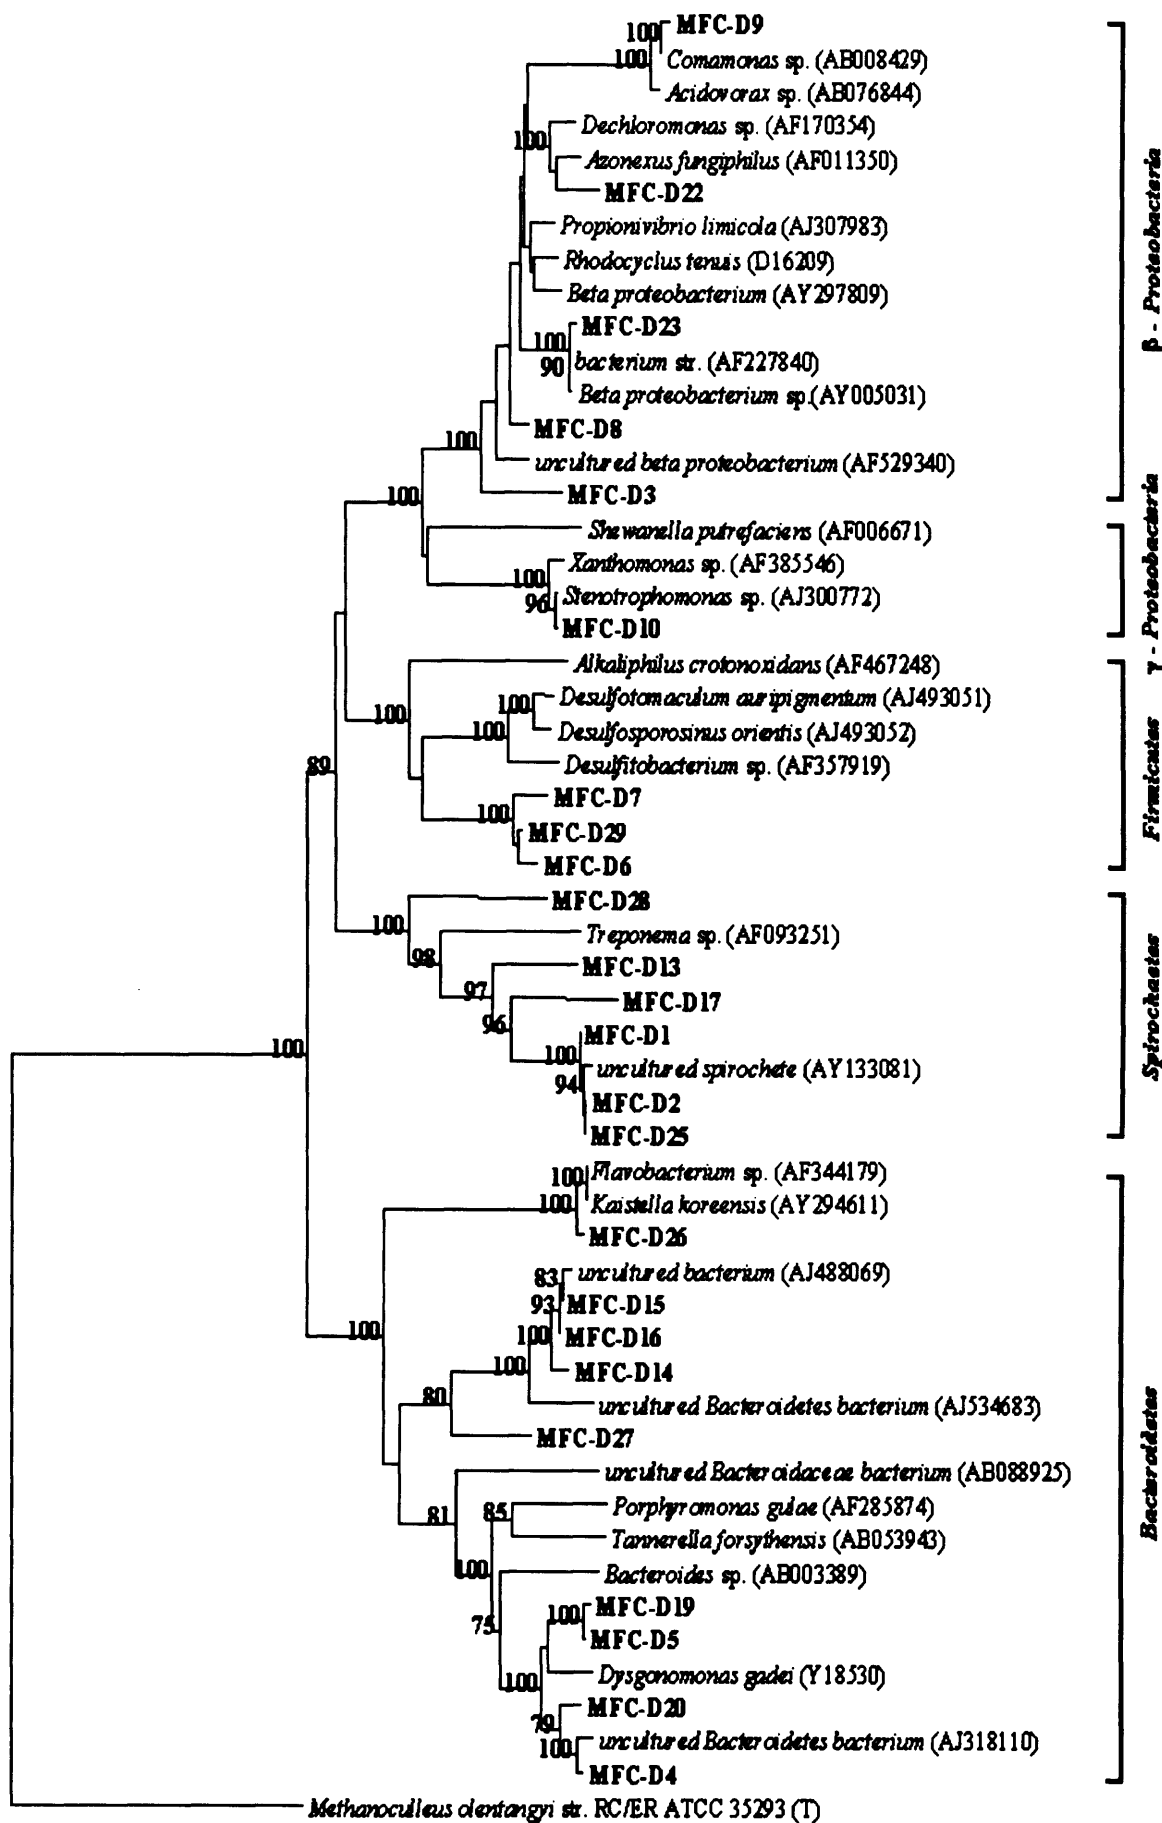 100 MFC-D9
100 Comamonas sp. (AB008429)
Acidovorax sp. (AB076844)
Dechloromonas sp. (AF170354)
100
Azonexus fungiphilus (AF011350)
MFC-D22
Propionivibrio limicola (AJ307983)
Rhodocyclus tenuis (D16209)
Beta proteobacterium (AY297809)
MFC-D23
100
90 bacterium str. (AF227840)
Beta proteobacterium sp.(AY005031)
MFC-D8
100
uncultured beta proteobacterium (AF529340)
100 MFC-D3
β - Proteobacteria
Shewanella putrefaciens (AF006671)
Xanthomonas sp. (AF385546)
100
96 Stenotrophomonas sp. (AJ300772)
MFC-D10
γ - Proteobacteria
Alkaliphilus crotonoxidans (AF467248)
Desulfotomaculum auripigmentum (AJ493051)
100
100
100 Desulfosporosinus orientis (AJ493052)
Desulfitobacterium sp. (AF357919)
89
MFC-D7
100
MFC-D29
MFC-D6
Firmicutes
MFC-D28
100
Treponema sp. (AF093251)
98
MFC-D13
97
MFC-D17
96
MFC-D1
100
100
uncultured spirochete (AY133081)
94
MFC-D2
MFC-D25
Spirochaetes
100 Flavobacterium sp. (AF344179)
100 Kaistella koreensis (AY294611)
MFC-D26
83 uncultured bacterium (AJ488069)
93 MFC-D15
100
100 MFC-D16
100 MFC-D14
80 uncultured Bacteroidetes bacterium (AJ534683)
MFC-D27
uncultured Bacteroidaceae bacterium (AB088925)
85 Porphyromonas gulae (AF285874)
81
Tannerella forsythensis (AB053943)
100 Bacteroides sp. (AB003389)
100 MFC-D19
75
MFC-D5
100 Dysgonomonas gadei (Y18530)
MFC-D20
79
100 uncultured Bacteroidetes bacterium (AJ318110)
MFC-D4
Bacteroidetes
Methanoculleus olentangyi str. RC/ER ATCC 35293 (T)